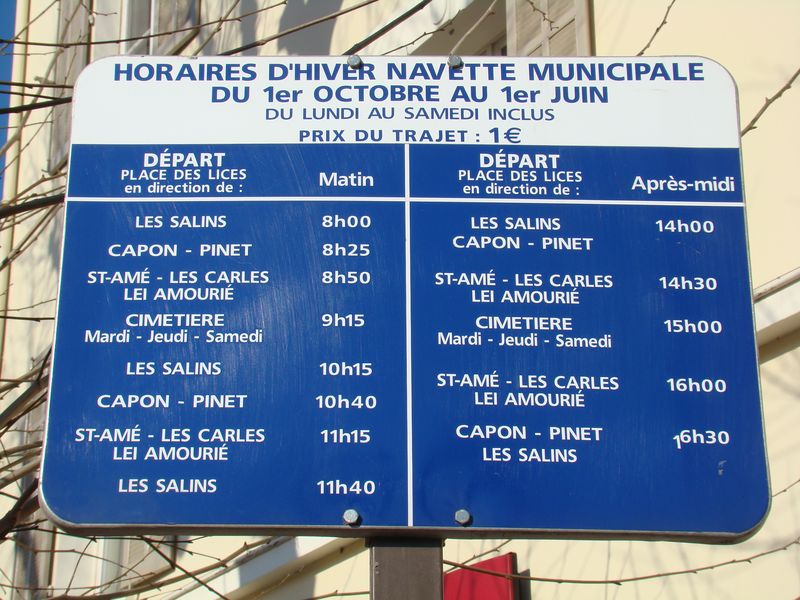 HORAIRES D'HIVER NAVETTE MUNICIPALE
DU 1er OCTOBRE AU 1er JUIN
DU LUNDI AU SAMEDI INCLUS
PRIX DU TRAJET : 1€
DÉPART
PLACE DES LICES
en direction de :
Matin
LES SALINS 8h00
CAPON - PINET 8h25
ST-AMÉ - LES CARLES 8h50
LEI AMOURIÉ
CIMETIERE 9h15
Mardi - Jeudi - Samedi
LES SALINS 10h15
CAPON - PINET 10h40
ST-AMÉ - LES CARLES 11h15
LEI AMOURIÉ
LES SALINS 11h40
DÉPART
PLACE DES LICES
en direction de :
Après-midi
LES SALINS 14h00
CAPON - PINET
ST-AMÉ - LES CARLES 14h30
LEI AMOURIÉ
CIMETIERE 15h00
Mardi - Jeudi - Samedi
ST-AMÉ - LES CARLES 16h00
LEI AMOURIÉ
CAPON - PINET 16h30
LES SALINS